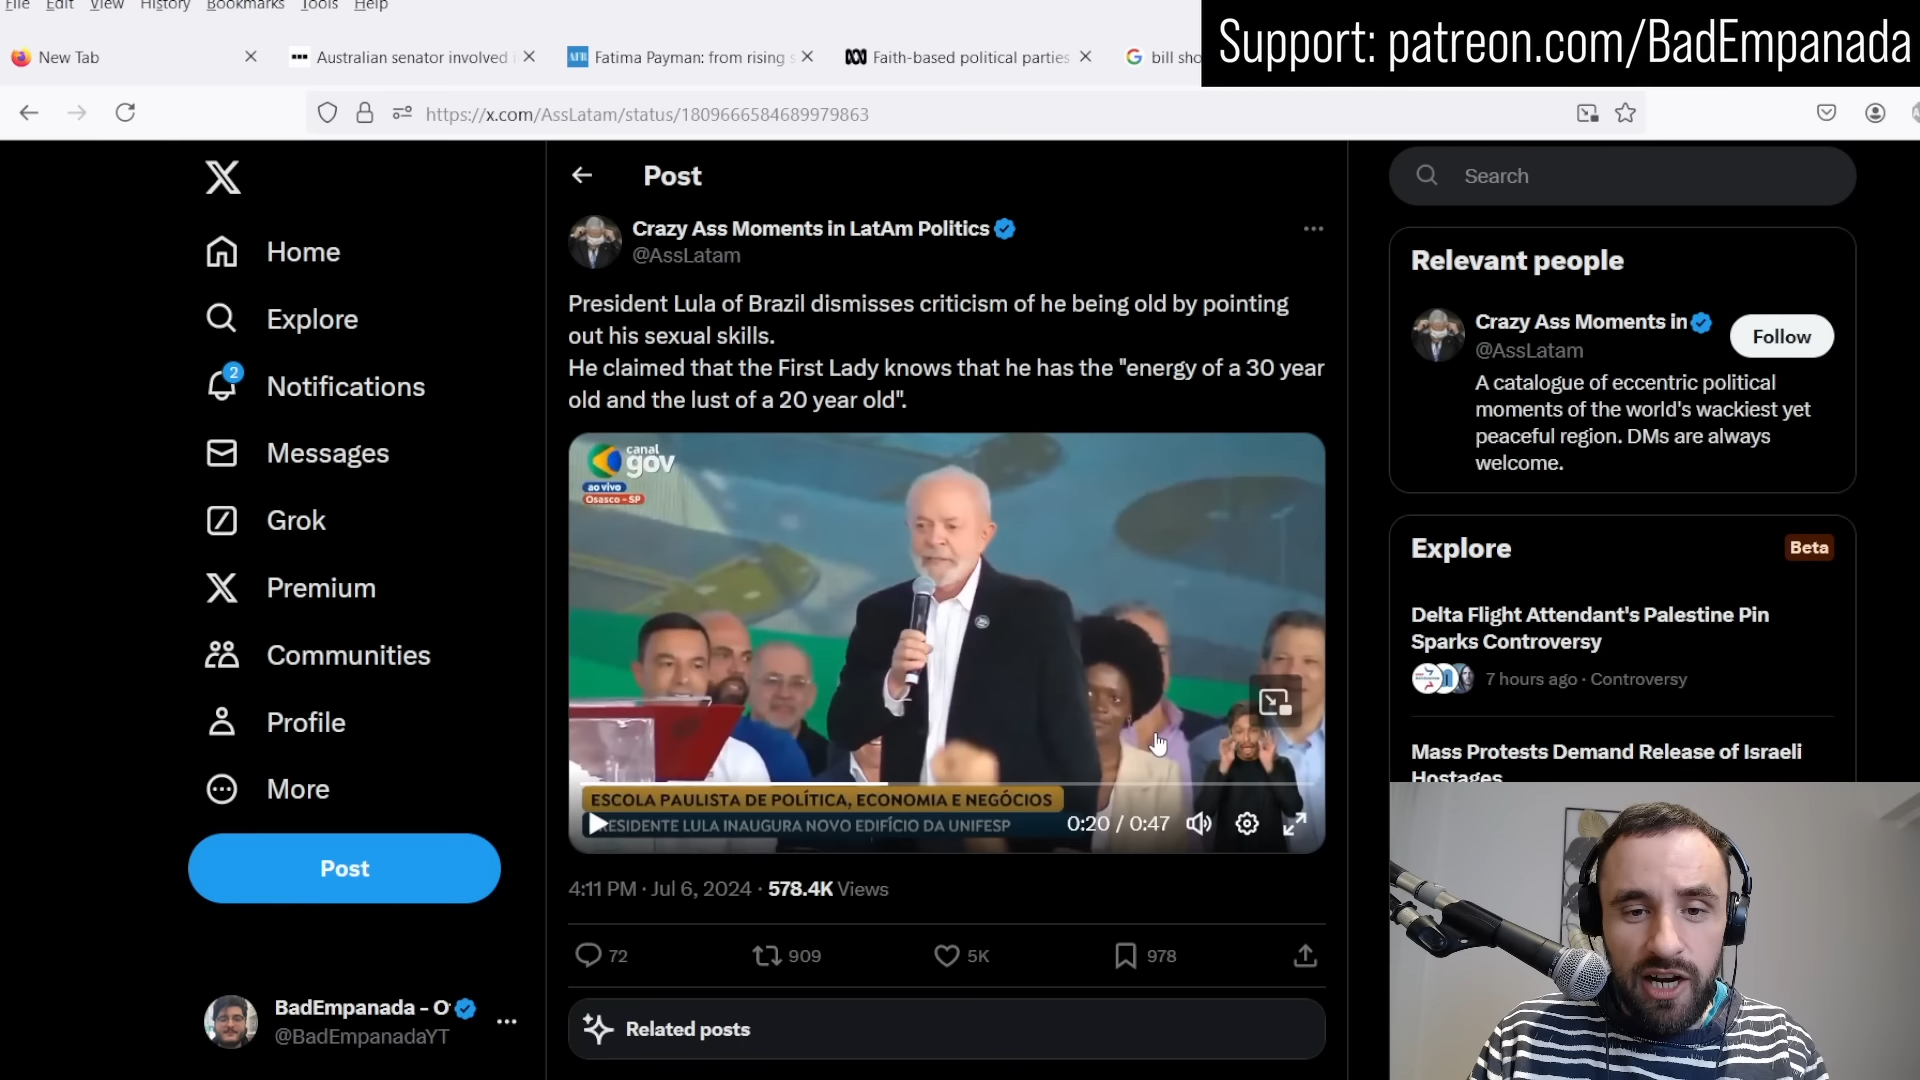 File Edit View History Bookmarks Tools Help
Support: patreon.com/BadEmpanada
New Tab
Australian senator involved i
Fatima Payman: from rising s
Faith-based political parties
bill sho
https://x.com/AssLatam/status/1809666584689979863
Home
Explore
2
Notifications
Messages
Grok
Premium
Communities
Profile
More
Post
BadEmpanada - O
@BadEmpanadaYT
Post
Crazy Ass Moments in LatAm Politics
@AssLatam
President Lula of Brazil dismisses criticism of he being old by pointing
out his sexual skills.
He claimed that the First Lady knows that he has the "energy of a 30 year
old and the lust of a 20 year old".
canal
gov
ao vivo
Osasco - SP
ESCOLA PAULISTA DE POLÍTICA, ECONOMIA E NEGÓCIOS
RESIDENTE LULA INAUGURA NOVO EDIFÍCIO DA UNIFESP
0:20 / 0:47
4:11 PM · Jul 6, 2024 · 578.4K Views
72
909
5K
978
Related posts
Search
Relevant people
Crazy Ass Moments in
@AssLatam
Follow
A catalogue of eccentric political
moments of the world's wackiest yet
peaceful region. DMs are always
welcome.
Explore
Beta
Delta Flight Attendant's Palestine Pin
Sparks Controversy
7 hours ago · Controversy
Mass Protests Demand Release of Israeli
Hostages